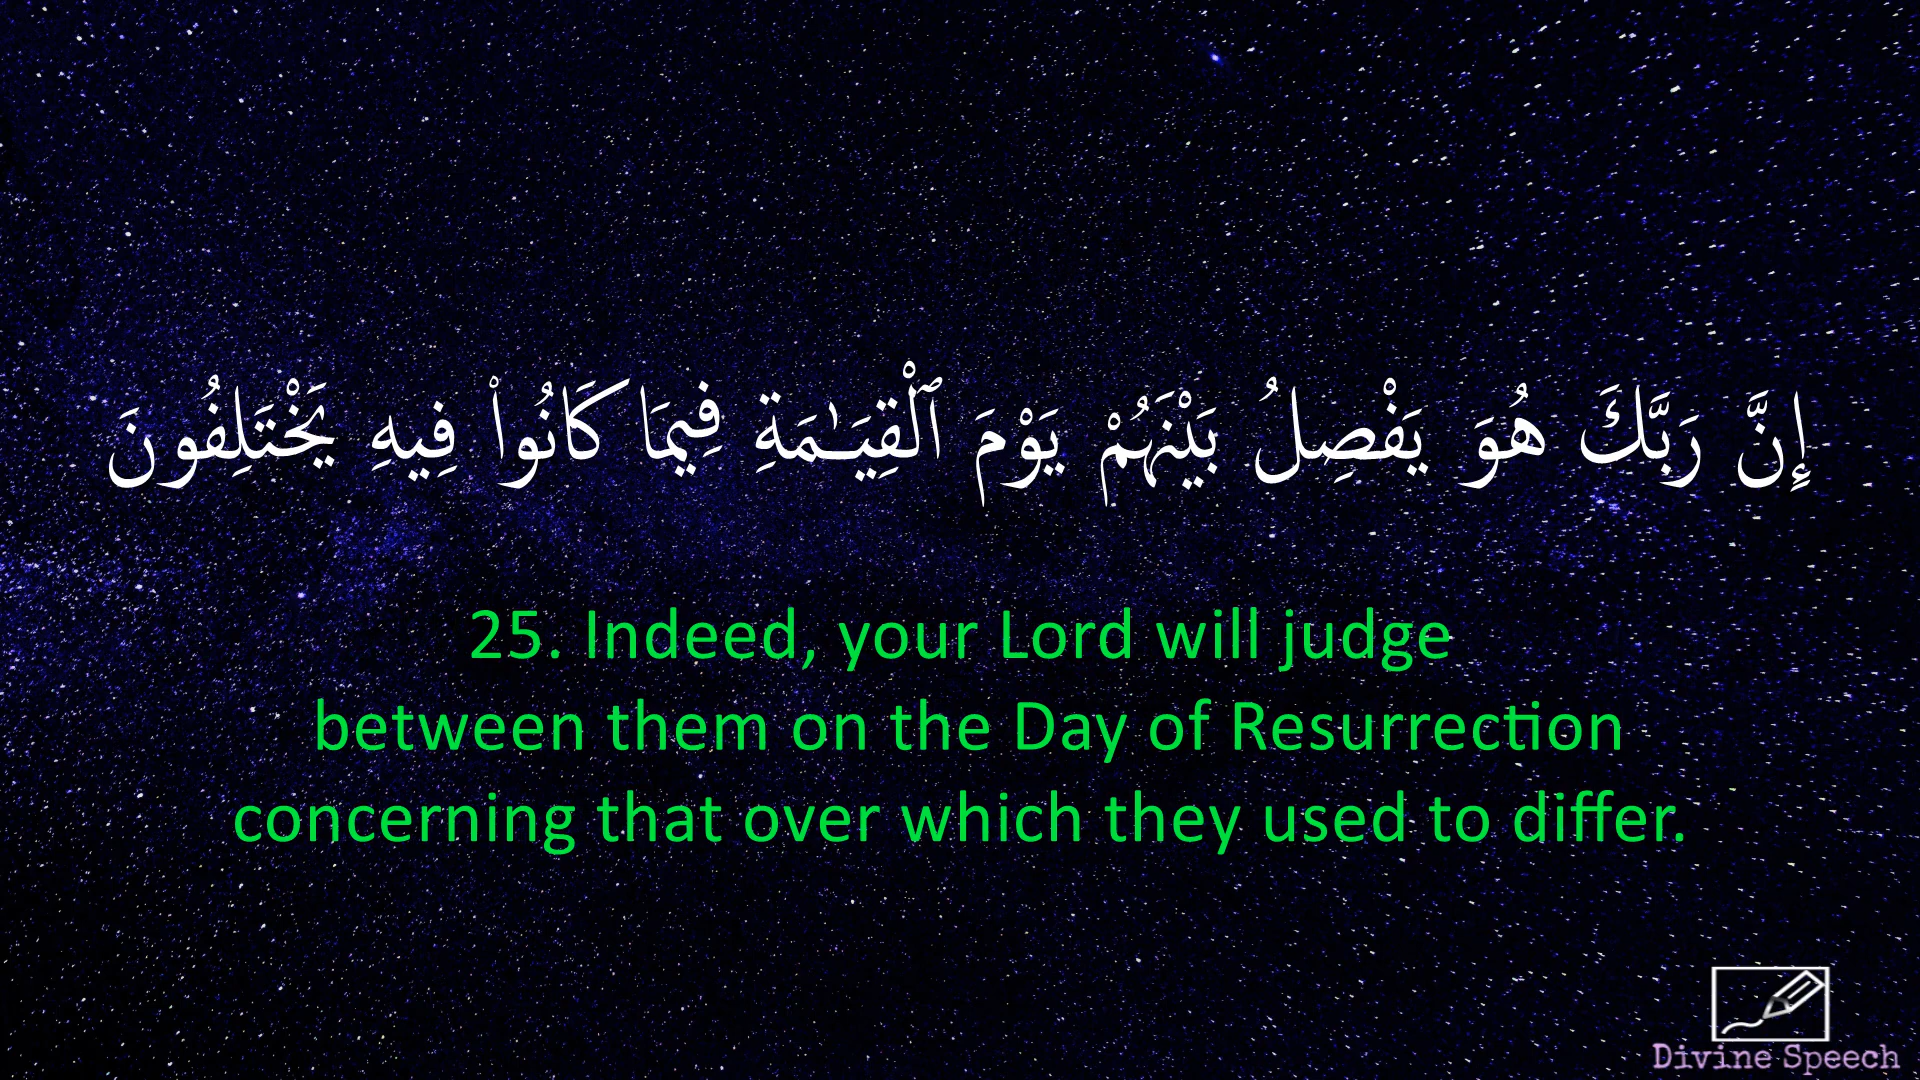 إِنَّ رَبَّكَ هُوَ يَفْصِلُ بَيْنَهُمْ يَوْمَ ٱلْقِيَـٰمَةِ فِيمَا كَانُوا۟ فِيهِ يَخْتَلِفُونَ
25. Indeed, your Lord will judge
between them on the Day of Resurrection
concerning that over which they used to differ.
Divine Speech